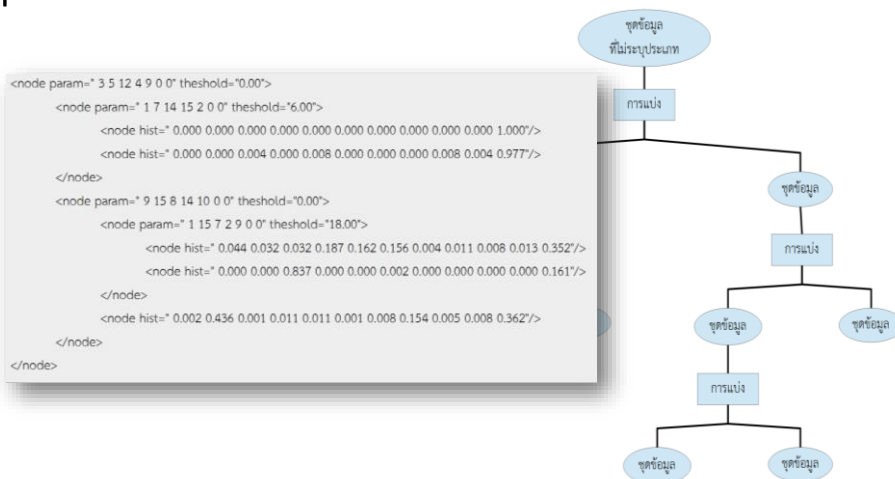 ชุดข้อมูล
ที่ไม่ระบุประเภท
<node param=" 3 5 12 4 9 0 0" theshold="0.00">
<node param=" 1 7 14 15 2 0 0" theshold="6.00">
<node hist=" 0.000 0.000 0.000 0.000 0.000 0.000 0.000 0.000 0.000 0.000 1.000"/>
<node hist=" 0.000 0.000 0.004 0.000 0.008 0.000 0.000 0.000 0.008 0.004 0.977"/>
</node>
<node param=" 9 15 8 14 10 0 0" theshold="0.00">
<node param=" 1 15 7 2 9 0 0" theshold="18.00">
<node hist=" 0.044 0.032 0.032 0.187 0.162 0.156 0.004 0.011 0.008 0.013 0.352"/>
<node hist=" 0.000 0.000 0.837 0.000 0.000 0.002 0.000 0.000 0.000 0.000 0.161"/>
</node>
<node hist=" 0.002 0.436 0.001 0.011 0.011 0.001 0.008 0.154 0.005 0.008 0.362"/>
</node>
</node>
การแบ่ง
ชุดข้อมูล
การแบ่ง
ชุดข้อมูล
ชุดข้อมูล
การแบ่ง
ชุดข้อมูล
ชุดข้อมูล